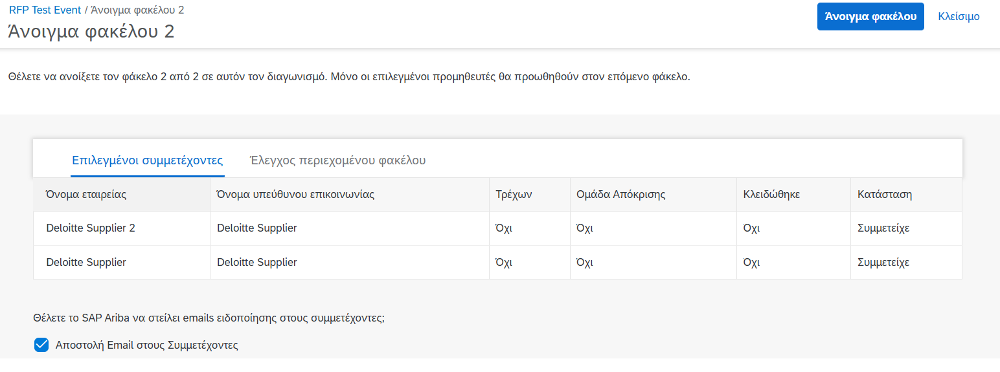 RFP Test Event / Άνοιγμα φακέλου 2
Άνοιγμα φακέλου 2
Άνοιγμα φακέλου Κλείσιμο
Θέλετε να ανοίξετε τον φάκελο 2 από 2 σε αυτόν τον διαγωνισμό. Μόνο οι επιλεγμένοι προμηθευτές θα προωθηθούν στον επόμενο φάκελο.
Επιλεγμένοι συμμετέχοντες Έλεγχος περιεχομένου φακέλου
Όνομα εταιρείας Όνομα υπεύθυνου επικοινωνίας Τρέχων Ομάδα Απόκρισης Κλειδώθηκε Κατάσταση
Deloitte Supplier 2 Deloitte Supplier Όχι Όχι Όχι Συμμετείχε
Deloitte Supplier Deloitte Supplier Όχι Όχι Όχι Συμμετείχε
Θέλετε το SAP Ariba να στείλει emails ειδοποίησης στους συμμετέχοντες;
Αποστολή Email στους Συμμετέχοντες